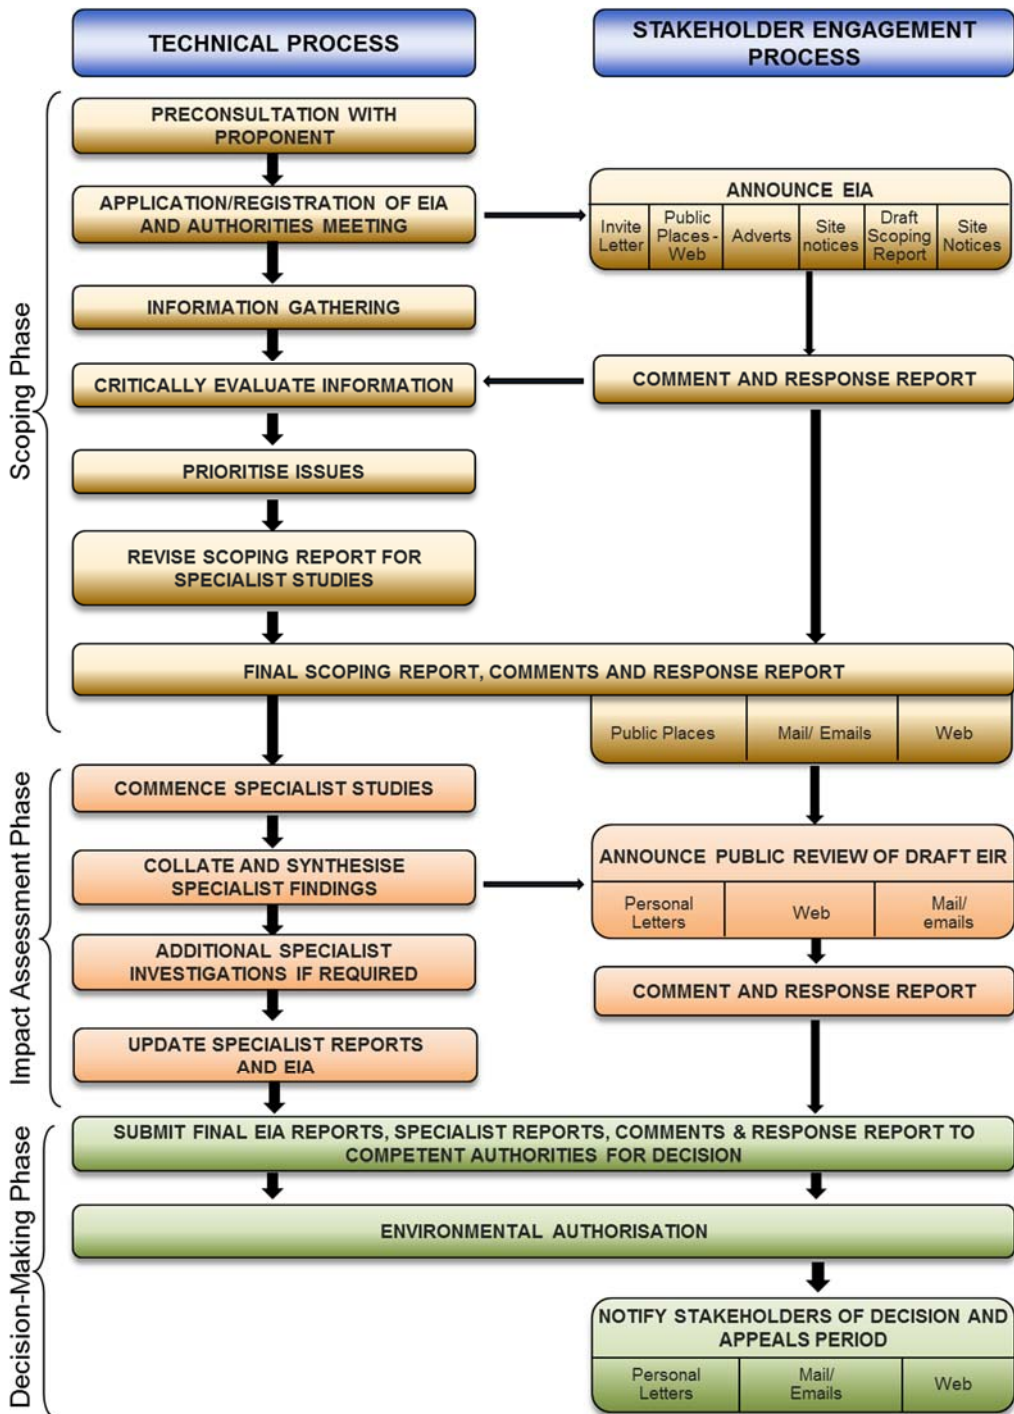 TECHNICAL PROCESS
STAKEHOLDER ENGAGEMENT
PROCESS
Scoping Phase
PRECONSULTATION WITH
PROPONENT
APPLICATION/REGISTRATION OF EIA
AND AUTHORITIES MEETING
ANNOUNCE EIA
Invite
Letter
Public
Places -
Web
Adverts
Site
notices
Draft
Scoping
Report
Site
Notices
INFORMATION GATHERING
CRITICALLY EVALUATE INFORMATION
COMMENT AND RESPONSE REPORT
PRIORITISE ISSUES
REVISE SCOPING REPORT FOR
SPECIALIST STUDIES
FINAL SCOPING REPORT, COMMENTS AND RESPONSE REPORT
Public Places
Mail/ Emails
Web
Impact Assessment Phase
COMMENCE SPECIALIST STUDIES
COLLATE AND SYNTHESISE
SPECIALIST FINDINGS
ANNOUNCE PUBLIC REVIEW OF DRAFT EIR
Personal
Letters
Web
Mail/
emails
ADDITIONAL SPECIALIST
INVESTIGATIONS IF REQUIRED
COMMENT AND RESPONSE REPORT
UPDATE SPECIALIST REPORTS
AND EIA
Decision-Making Phase
SUBMIT FINAL EIA REPORTS, SPECIALIST REPORTS, COMMENTS & RESPONSE REPORT TO
COMPETENT AUTHORITIES FOR DECISION
ENVIRONMENTAL AUTHORISATION
NOTIFY STAKEHOLDERS OF DECISION AND
APPEALS PERIOD
Personal
Letters
Mail/
Emails
Web